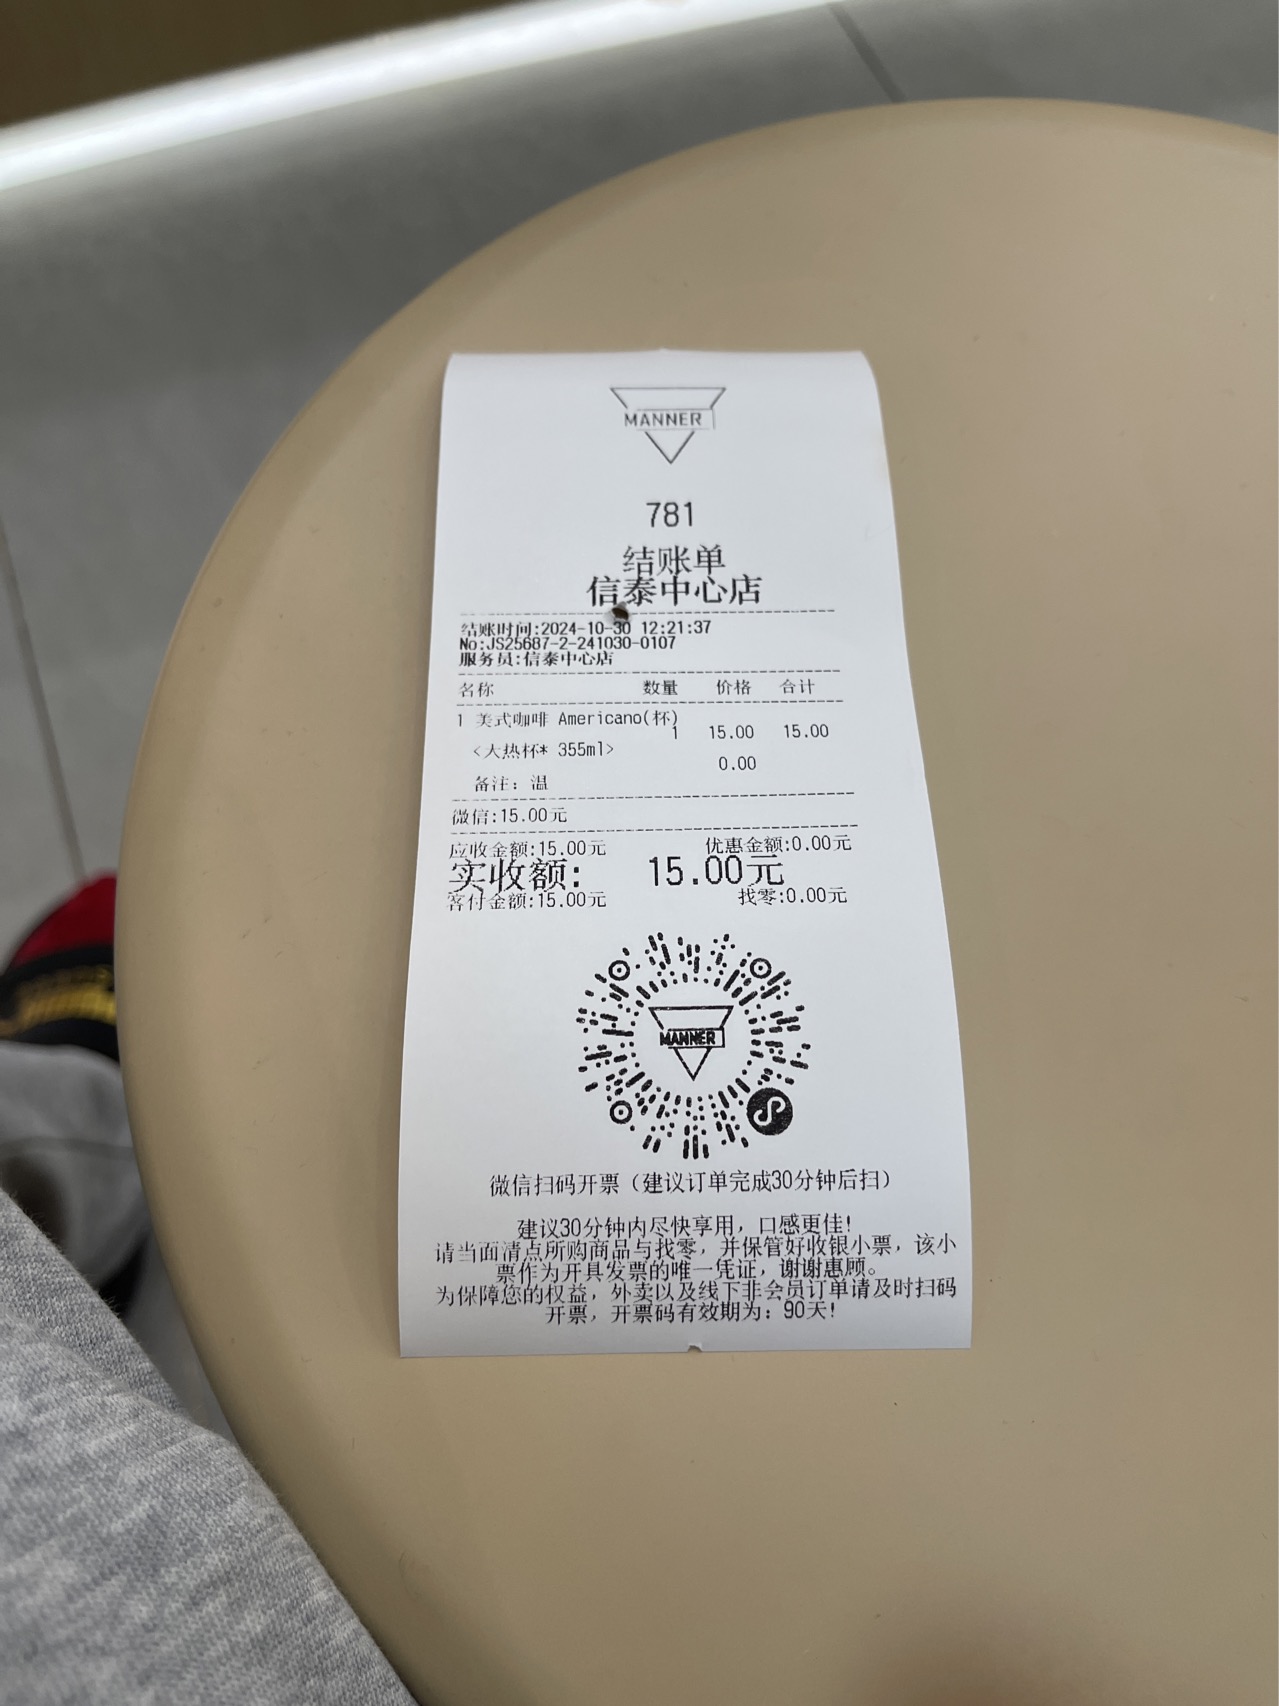 MANNER
781
结账单
信泰中心店
结账时间:2024-10-30 12:21:37
No:JS25687-2-241030-0107
服务员:信泰中心店
名称 数量 价格 合计
1 美式咖啡 Americano(杯)
1 15.00 15.00
<大热杯* 355ml>
0.00
备注: 温
微信:15.00元
应收金额:15.00元 优惠金额:0.00元
实收额: 15.00元
客付金额:15.00元 找零:0.00元
MANNER
微信扫码开票（建议订单完成30分钟后扫）
建议30分钟内尽快享用，口感更佳!
请当面清点所购商品与找零，并保管好收银小票，该小
票作为开具发票的唯一凭证，谢谢惠顾。
为保障您的权益，外卖以及线下非会员订单请及时扫码
开票，开票码有效期为: 90天!